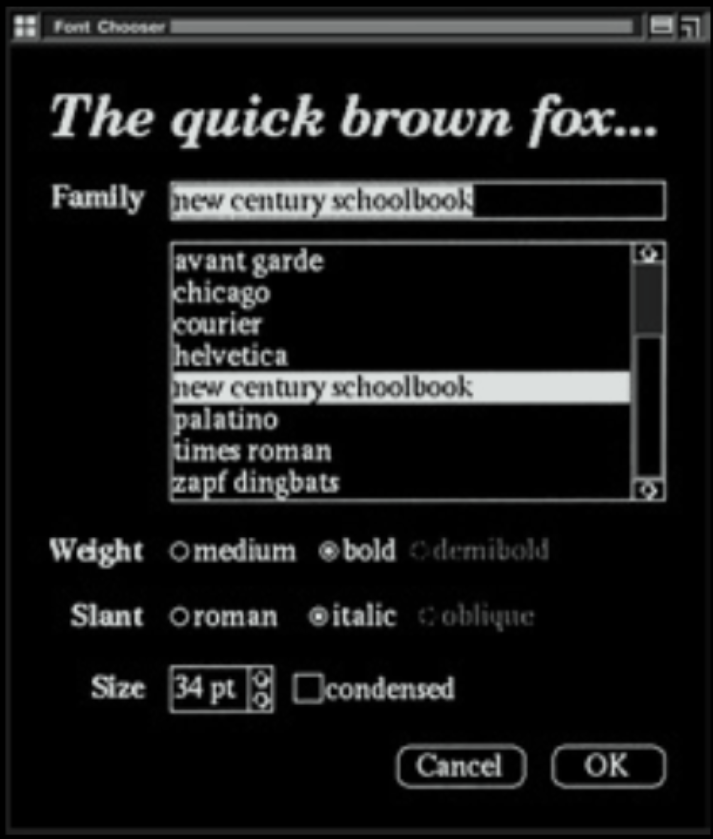 Font Chooser
The quick brown fox...
Family new century schoolbook
avant garde
chicago
courier
helvetica
new century schoolbook
palatino
times roman
zapf dingbats
Weight medium bold demibold
Slant roman italic oblique
Size 34 pt condensed
Cancel OK